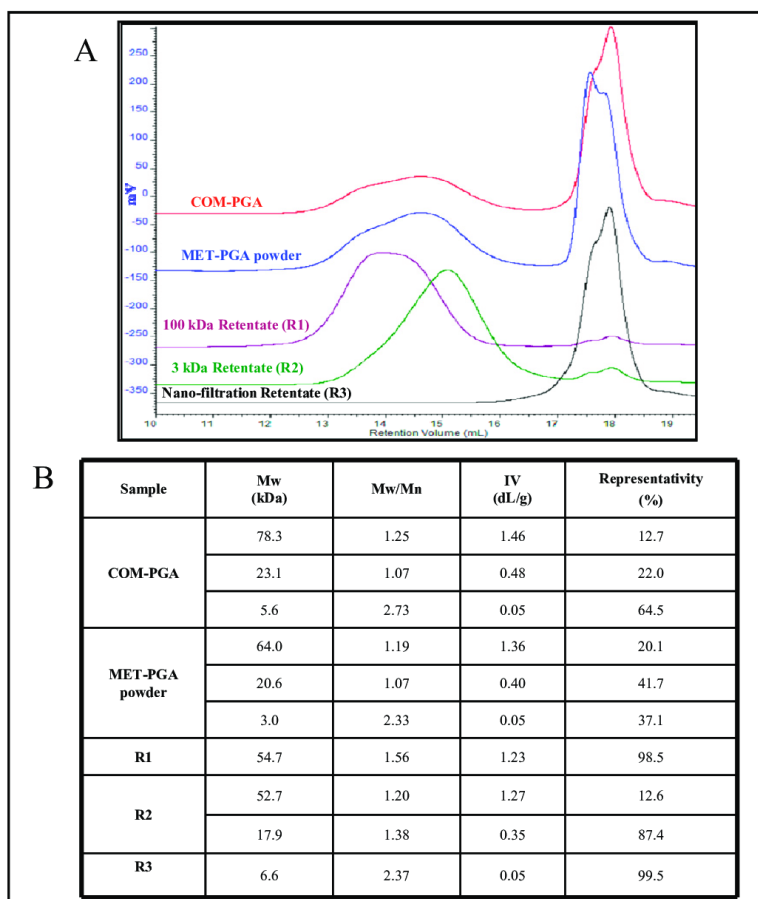 A
250
200
150
100
50
mV
0
-50
-100
-150
-200
-250
-300
-350
COM-PGA
MET-PGA powder
100 kDa Retentate (R1)
3 kDa Retentate (R2)
Nano-filtration Retentate (R3)
10 11 12 13 14 15 16 17 18 19
Retention Volume (mL)
B
Sample Mw (kDa) Mw/Mn IV (dL/g) Representativity (%)
COM-PGA 78.3 1.25 1.46 12.7
23.1 1.07 0.48 22.0
5.6 2.73 0.05 64.5
MET-PGA powder 64.0 1.19 1.36 20.1
20.6 1.07 0.40 41.7
3.0 2.33 0.05 37.1
R1 54.7 1.56 1.23 98.5
R2 52.7 1.20 1.27 12.6
17.9 1.38 0.35 87.4
R3 6.6 2.37 0.05 99.5